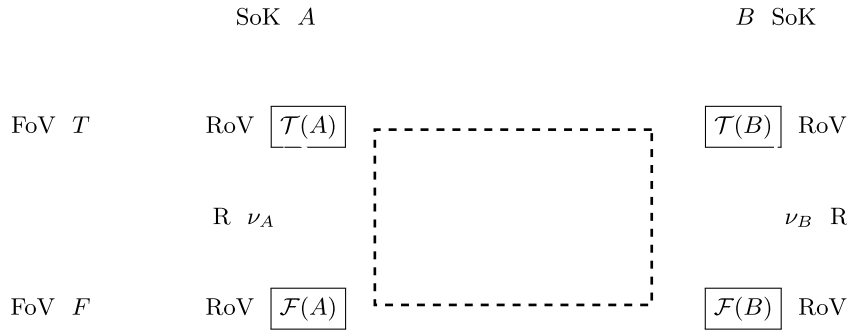 SoK A B SoK
FoV T RoV 𝒯(A) 𝒯(B) RoV
R ν_A ν_B R
FoV F RoV ℱ(A) ℱ(B) RoV